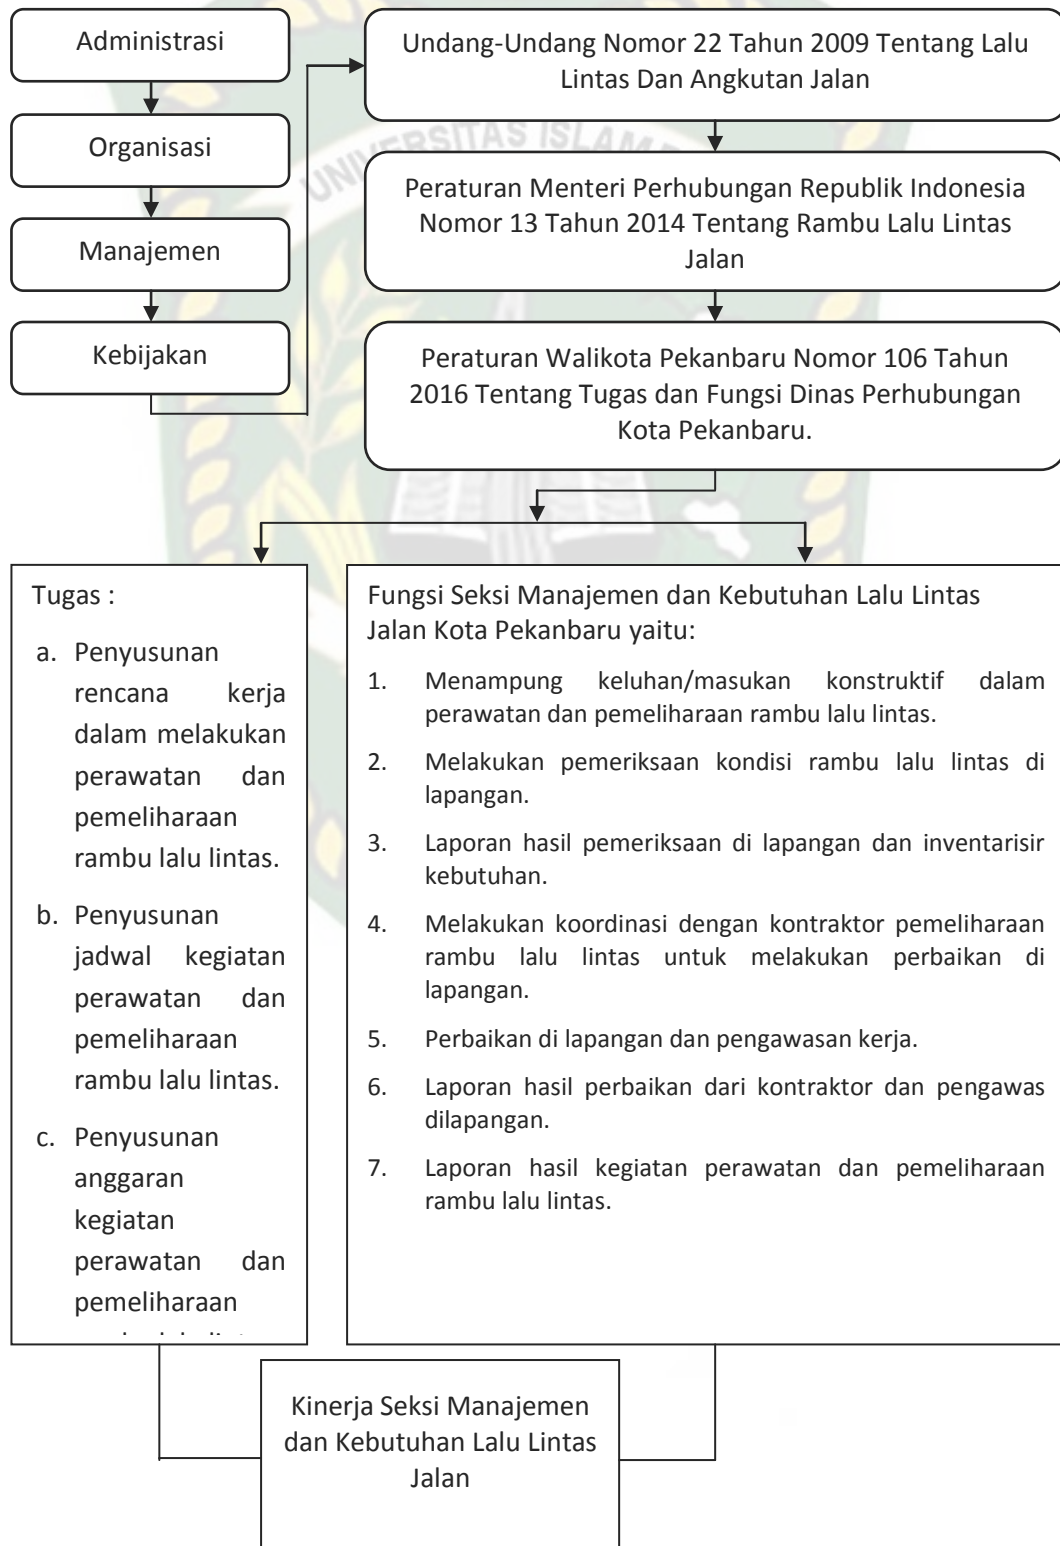 Administrasi
Organisasi
Manajemen
Kebijakan
Undang-Undang Nomor 22 Tahun 2009 Tentang Lalu
Lintas Dan Angkutan Jalan
UNIVERSITAS ISLAM
Peraturan Menteri Perhubungan Republik Indonesia
Nomor 13 Tahun 2014 Tentang Rambu Lalu Lintas
Jalan
Peraturan Walikota Pekanbaru Nomor 106 Tahun
2016 Tentang Tugas dan Fungsi Dinas Perhubungan
Kota Pekanbaru.
Tugas :
a. Penyusunan
rencana kerja
dalam melakukan
perawatan dan
pemeliharaan
rambu lalu lintas.
b. Penyusunan
jadwal kegiatan
perawatan dan
pemeliharaan
rambu lalu lintas.
c. Penyusunan
anggaran
kegiatan
perawatan dan
pemeliharaan
Fungsi Seksi Manajemen dan Kebutuhan Lalu Lintas
Jalan Kota Pekanbaru yaitu:
1. Menampung keluhan/masukan konstruktif dalam
perawatan dan pemeliharaan rambu lalu lintas.
2. Melakukan pemeriksaan kondisi rambu lalu lintas di
lapangan.
3. Laporan hasil pemeriksaan di lapangan dan inventarisir
kebutuhan.
4. Melakukan koordinasi dengan kontraktor pemeliharaan
rambu lalu lintas untuk melakukan perbaikan di
lapangan.
5. Perbaikan di lapangan dan pengawasan kerja.
6. Laporan hasil perbaikan dari kontraktor dan pengawas
dilapangan.
7. Laporan hasil kegiatan perawatan dan pemeliharaan
rambu lalu lintas.
Kinerja Seksi Manajemen
dan Kebutuhan Lalu Lintas
Jalan